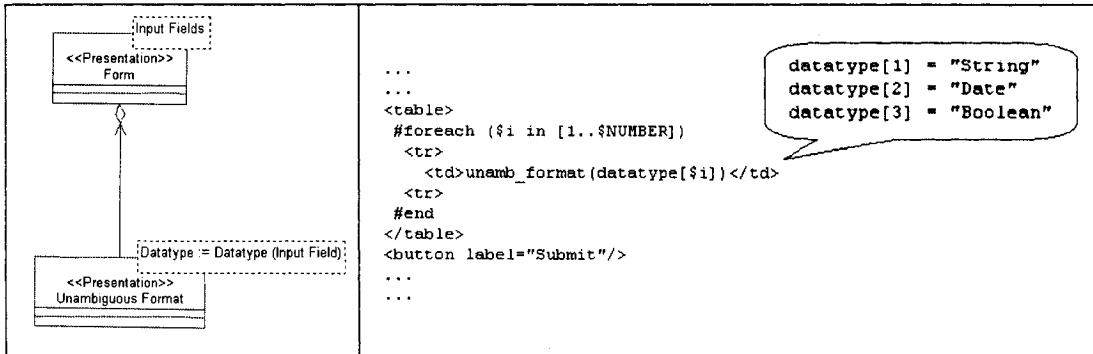 Input Fields
<<Presentation>>
Form
Datatype := Datatype (Input Field)
<<Presentation>>
Unambiguous Format
...
...
<table>
#foreach ($i in [1..$NUMBER])
<tr>
<td>unamb_format(datatype[$i])</td>
<tr>
#end
</table>
<button label="Submit"/>
...
...
datatype[1] = "String"
datatype[2] = "Date"
datatype[3] = "Boolean"